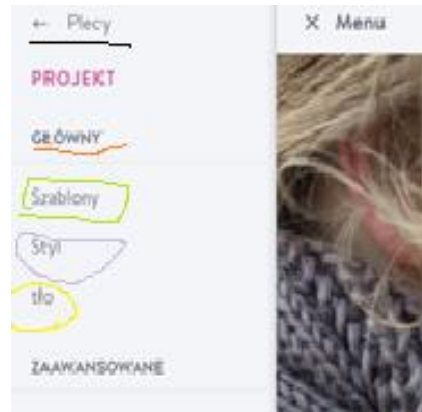 ← Plecy
× Menu
PROJEKT
GŁÓWNY
Szablony
Styl
tło
ZAAWANSOWANE